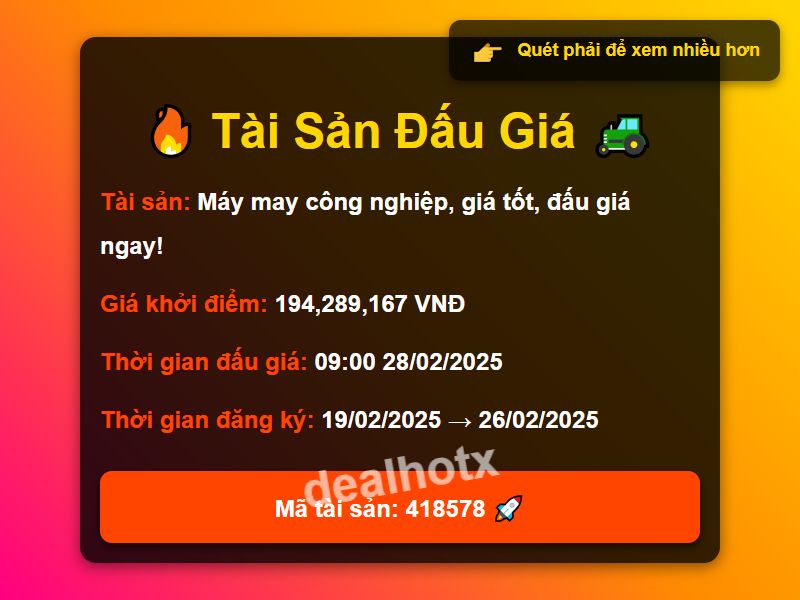 👉 Quét phải để xem nhiều hơn
🔥 Tài Sản Đấu Giá 🚜
Tài sản: Máy may công nghiệp, giá tốt, đấu giá
ngay!
Giá khởi điểm: 194,289,167 VNĐ
Thời gian đấu giá: 09:00 28/02/2025
Thời gian đăng ký: 19/02/2025 → 26/02/2025
dealhotx
Mã tài sản: 418578 🚀